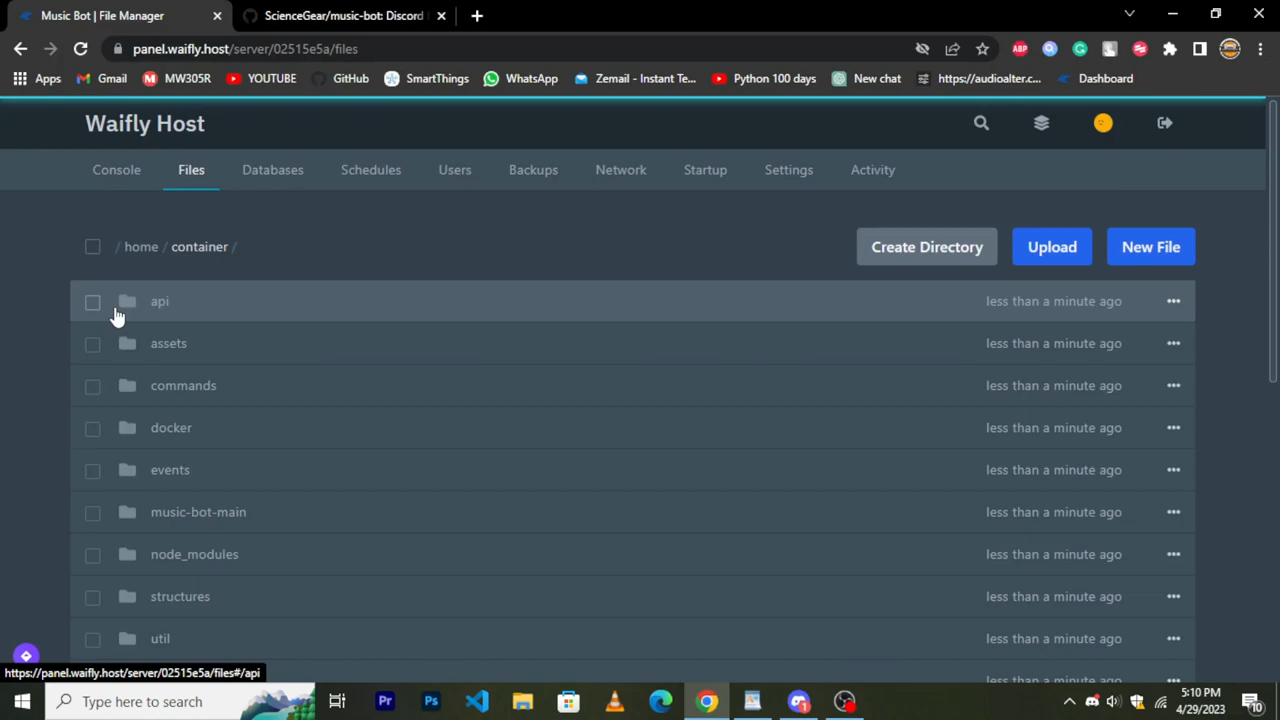 Music Bot | File Manager
ScienceGear/music-bot: Discord
panel.waifly.host/server/02515e5a/files
ABP
Apps
Gmail
MW305R
YOUTUBE
GitHub
SmartThings
WhatsApp
Zemail - Instant Te...
Python 100 days
New chat
https://audioalter.c...
Dashboard
Waifly Host
Console
Files
Databases
Schedules
Users
Backups
Network
Startup
Settings
Activity
/ home / container /
Create Directory
Upload
New File
api less than a minute ago
assets less than a minute ago
commands less than a minute ago
docker less than a minute ago
events less than a minute ago
music-bot-main less than a minute ago
node_modules less than a minute ago
structures less than a minute ago
util less than a minute ago
https://panel.waifly.host/server/02515e5a/files#/api
Type here to search
Pr
Ps
5:10 PM
4/29/2023
10